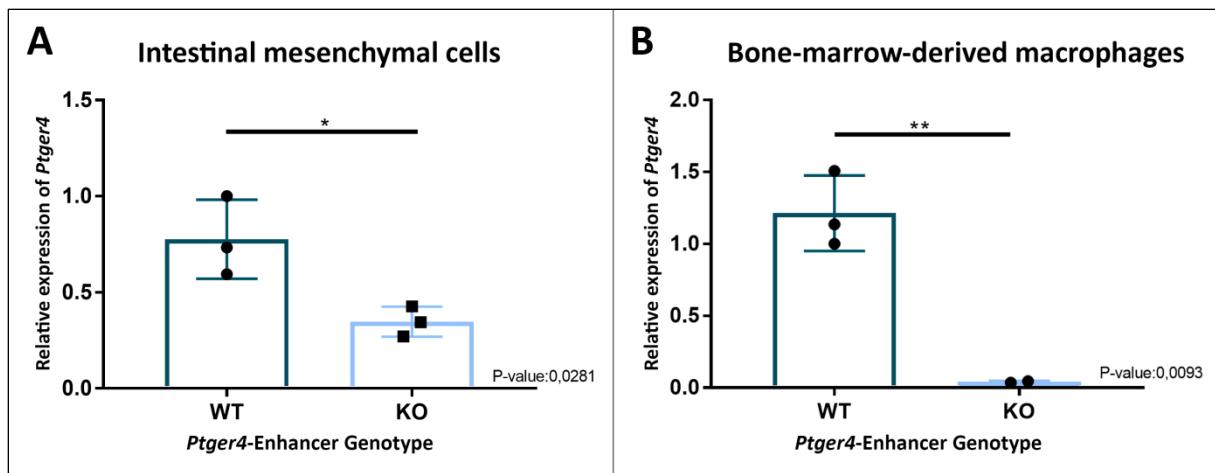 A
Intestinal mesenchymal cells
Relative expression of Ptger4
1.5
1.0
0.5
0.0
*
WT
KO
P-value:0,0281
Ptger4-Enhancer Genotype
B
Bone-marrow-derived macrophages
Relative expression of Ptger4
2.0
1.5
1.0
0.5
0.0
**
WT
KO
P-value:0,0093
Ptger4-Enhancer Genotype